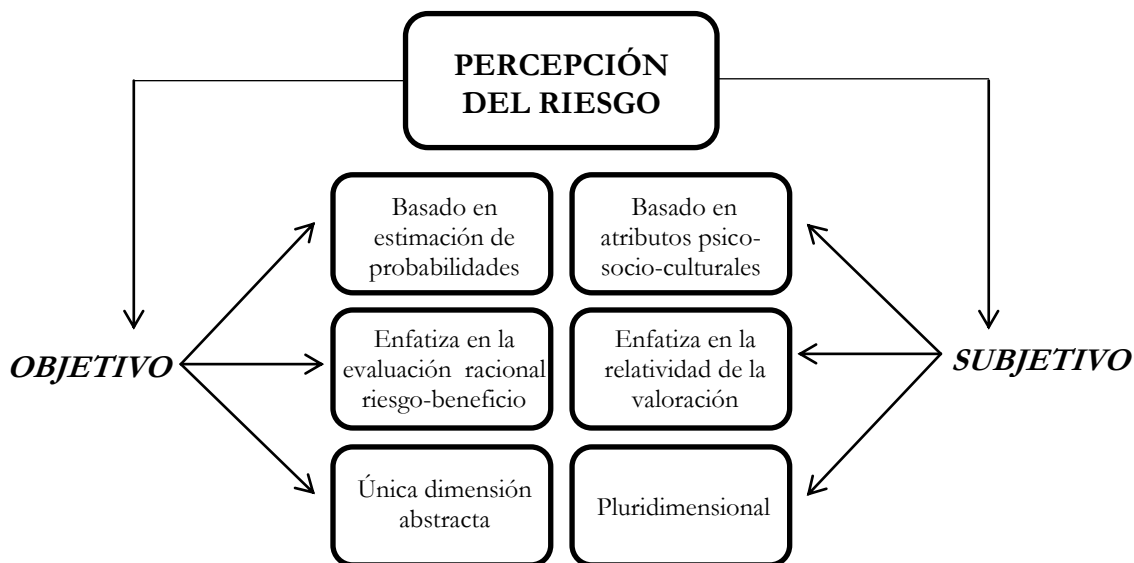 PERCEPCIÓN
DEL RIESGO
Basado en
estimación de
probabilidades
Basado en
atributos psico-
socio-culturales
OBJETIVO
Enfatiza en la
evaluación racional
riesgo-beneficio
Enfatiza en la
relatividad de la
valoración
SUBJETIVO
Única dimensión
abstracta
Pluridimensional